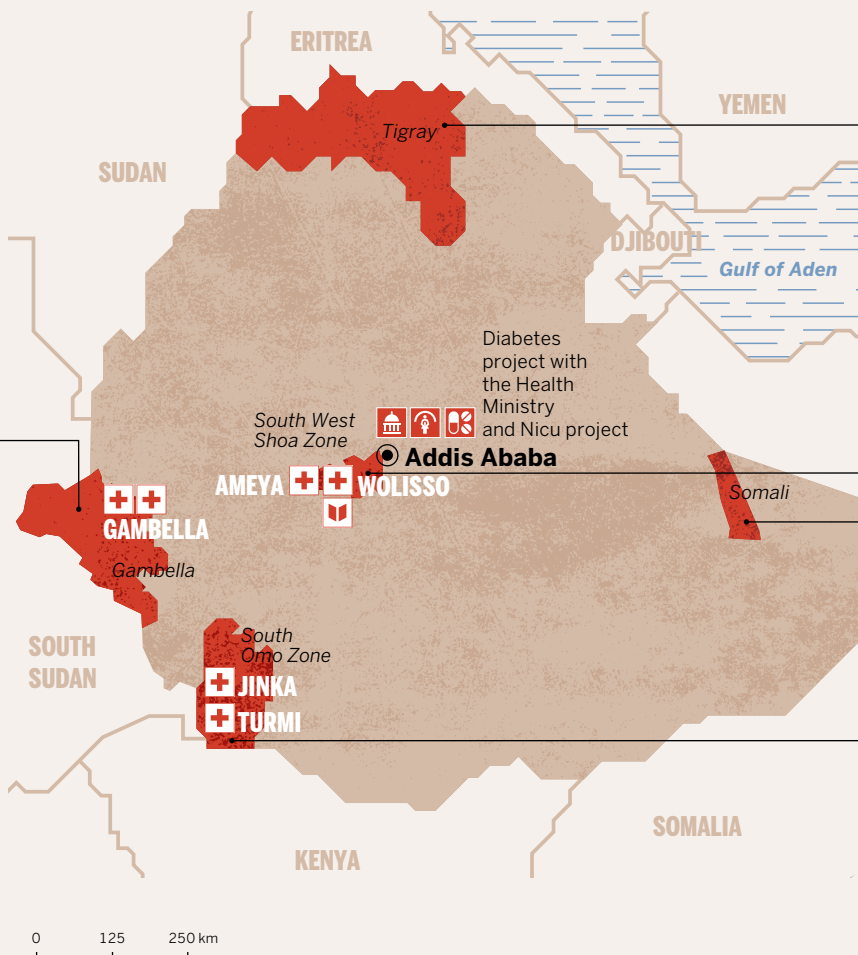 ERITREA
YEMEN
Tigray
SUDAN
DJIBOUTI
Gulf of Aden
Diabetes
project with
the Health
Ministry
and Nicu project
South West
Shoa Zone
Addis Ababa
AMEYA
WOLISSO
Somali
GAMBELLA
Gambella
South
Omo Zone
SOUTH
SUDAN
JINKA
TURMI
SOMALIA
KENYA
0 125 250 km